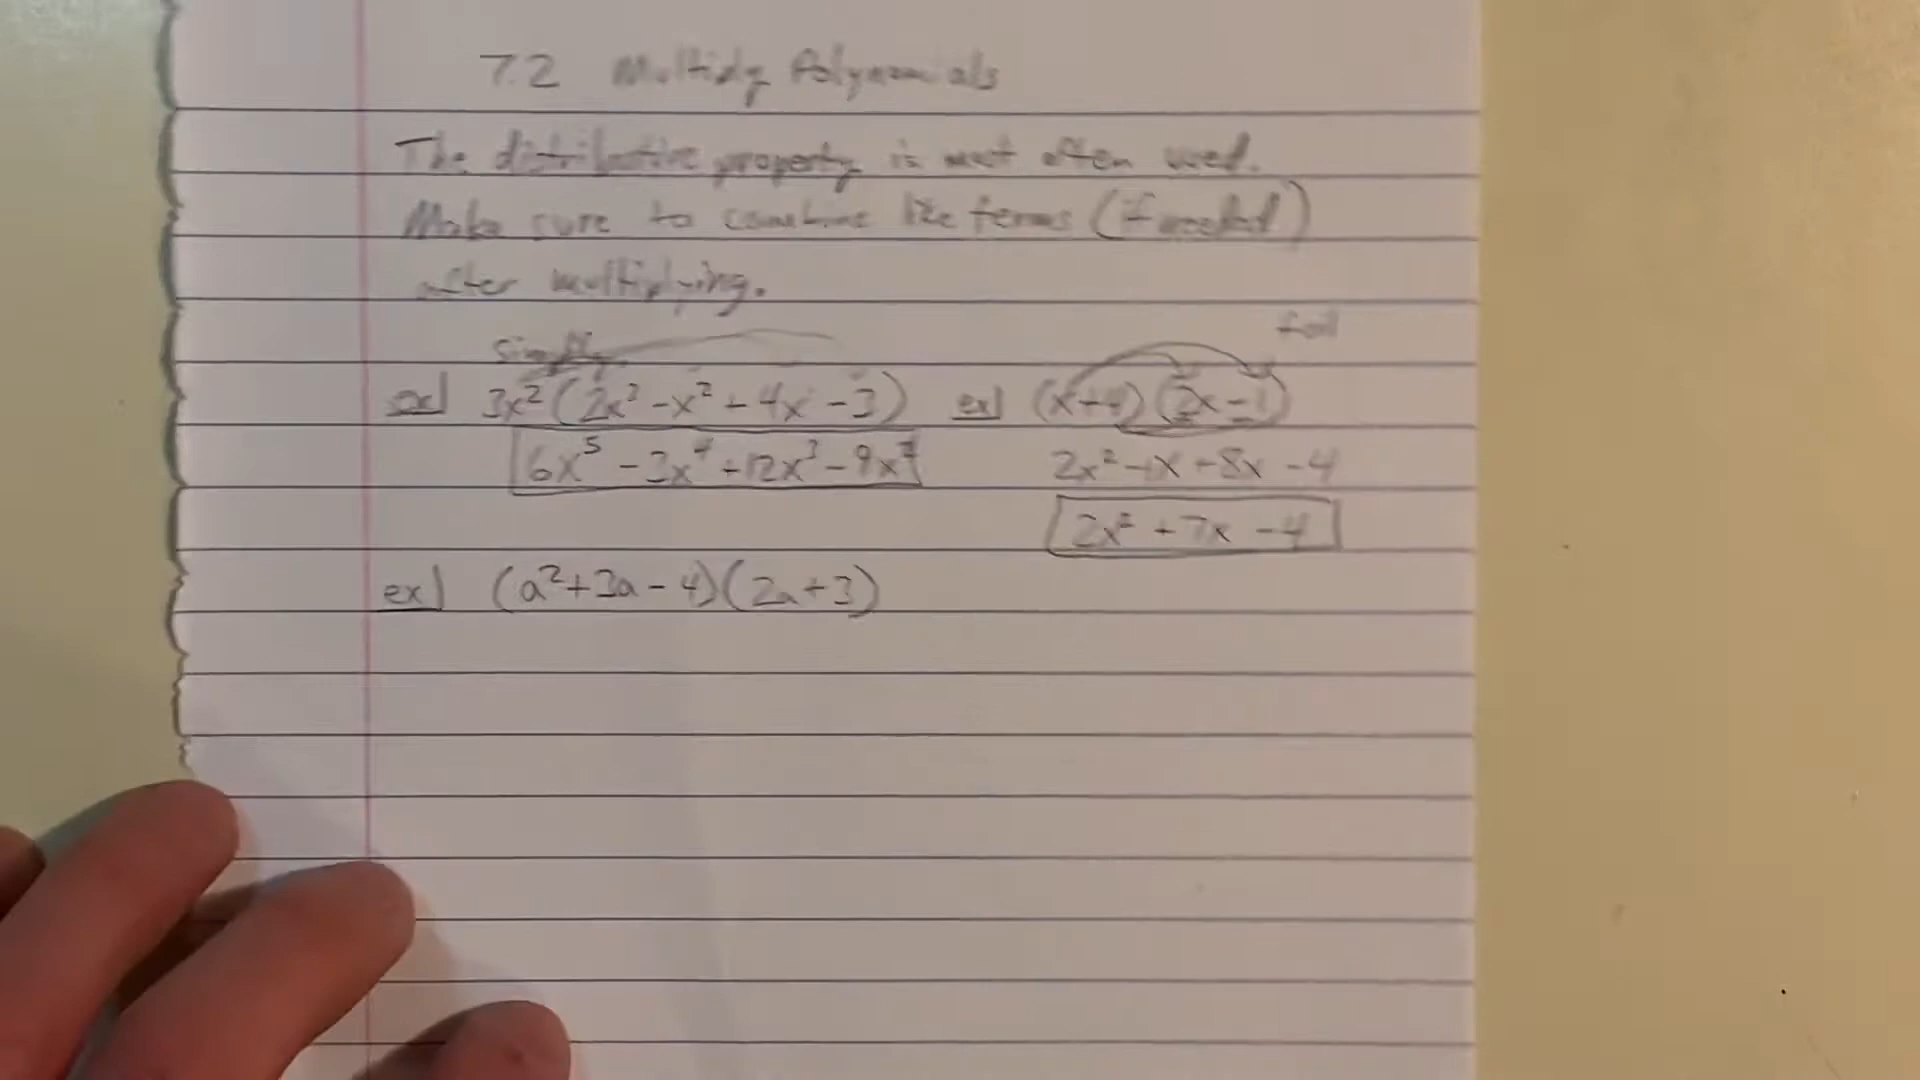 7.2 Multiply Polynomials
The distributive property is most often used.
Make sure to combine like terms (if needed)
after multiplying.
simplify
foil
ex) 3x²(2x³-x²+4x-3) ex) (x+4)(2x-1)
6x⁵-3x⁴+12x³-9x² 2x²-1x+8x-4
2x²+7x-4
ex) (a²+3a-4)(2a+3)